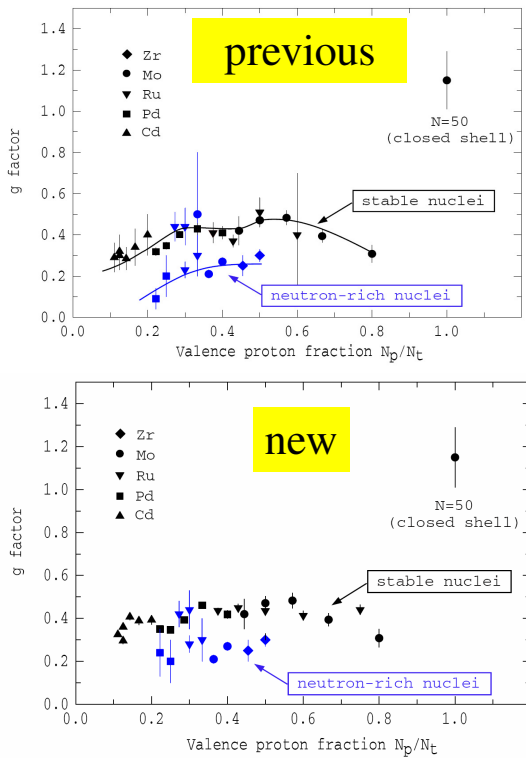 previous
1.4
1.2
1.0
0.8
0.6
0.4
0.2
0.0
g factor
Zr
Mo
Ru
Pd
Cd
N=50
(closed shell)
stable nuclei
neutron-rich nuclei
0.0 0.2 0.4 0.6 0.8 1.0
Valence proton fraction Np/Nt
new
1.4
1.2
1.0
0.8
0.6
0.4
0.2
0.0
g factor
Zr
Mo
Ru
Pd
Cd
N=50
(closed shell)
stable nuclei
neutron-rich nuclei
0.0 0.2 0.4 0.6 0.8 1.0
Valence proton fraction Np/Nt